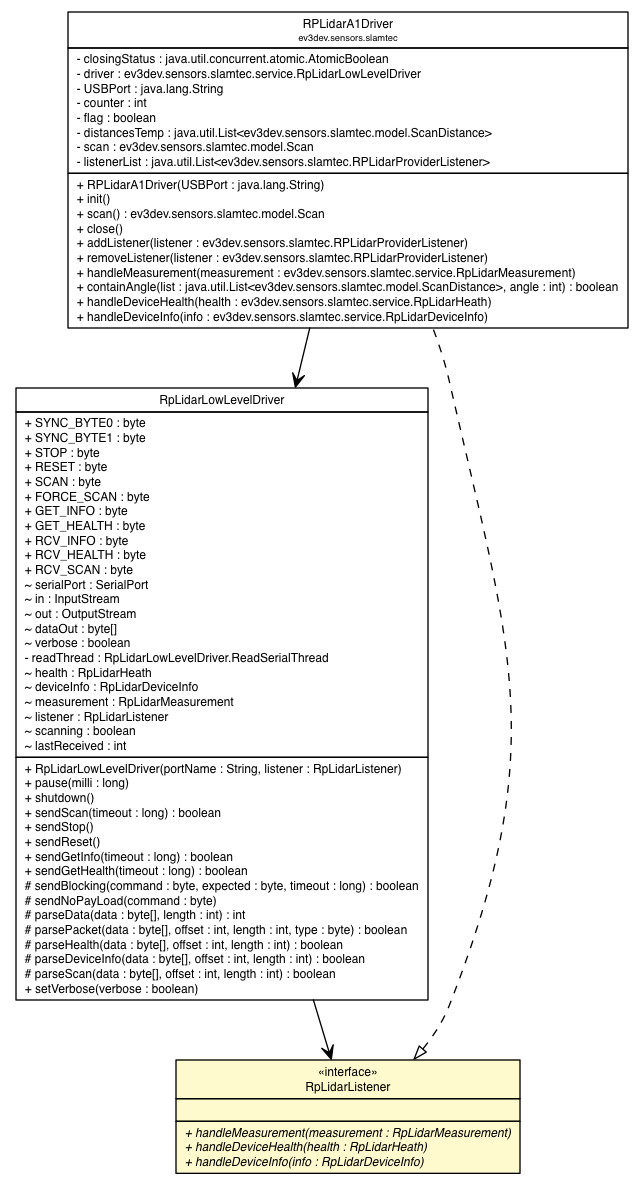 RPLidarA1Driver
ev3dev.sensors.slamtec
- closingStatus : java.util.concurrent.atomic.AtomicBoolean
- driver : ev3dev.sensors.slamtec.service.RpLidarLowLevelDriver
- USBPort : java.lang.String
- counter : int
- flag : boolean
- distancesTemp : java.util.List<ev3dev.sensors.slamtec.model.ScanDistance>
- scan : ev3dev.sensors.slamtec.model.Scan
- listenerList : java.util.List<ev3dev.sensors.slamtec.RPLidarProviderListener>
+ RPLidarA1Driver(USBPort : java.lang.String)
+ init()
+ scan() : ev3dev.sensors.slamtec.model.Scan
+ close()
+ addListener(listener : ev3dev.sensors.slamtec.RPLidarProviderListener)
+ removeListener(listener : ev3dev.sensors.slamtec.RPLidarProviderListener)
+ handleMeasurement(measurement : ev3dev.sensors.slamtec.service.RpLidarMeasurement)
+ containAngle(list : java.util.List<ev3dev.sensors.slamtec.model.ScanDistance>, angle : int) : boolean
+ handleDeviceHealth(health : ev3dev.sensors.slamtec.service.RpLidarHeath)
+ handleDeviceInfo(info : ev3dev.sensors.slamtec.service.RpLidarDeviceInfo)
RpLidarLowLevelDriver
+ SYNC_BYTE0 : byte
+ SYNC_BYTE1 : byte
+ STOP : byte
+ RESET : byte
+ SCAN : byte
+ FORCE_SCAN : byte
+ GET_INFO : byte
+ GET_HEALTH : byte
+ RCV_INFO : byte
+ RCV_HEALTH : byte
+ RCV_SCAN : byte
~ serialPort : SerialPort
~ in : InputStream
~ out : OutputStream
~ dataOut : byte[]
~ verbose : boolean
- readThread : RpLidarLowLevelDriver.ReadSerialThread
~ health : RpLidarHeath
~ deviceInfo : RpLidarDeviceInfo
~ measurement : RpLidarMeasurement
~ listener : RpLidarListener
~ scanning : boolean
~ lastReceived : int
+ RpLidarLowLevelDriver(portName : String, listener : RpLidarListener)
+ pause(milli : long)
+ shutdown()
+ sendScan(timeout : long) : boolean
+ sendStop()
+ sendReset()
+ sendGetInfo(timeout : long) : boolean
+ sendGetHealth(timeout : long) : boolean
# sendBlocking(command : byte, expected : byte, timeout : long) : boolean
# sendNoPayLoad(command : byte)
# parseData(data : byte[], length : int) : int
# parsePacket(data : byte[], offset : int, length : int, type : byte) : boolean
# parseHealth(data : byte[], offset : int, length : int) : boolean
# parseDeviceInfo(data : byte[], offset : int, length : int) : boolean
# parseScan(data : byte[], offset : int, length : int) : boolean
+ setVerbose(verbose : boolean)
«interface»
RpLidarListener
+ handleMeasurement(measurement : RpLidarMeasurement)
+ handleDeviceHealth(health : RpLidarHeath)
+ handleDeviceInfo(info : RpLidarDeviceInfo)